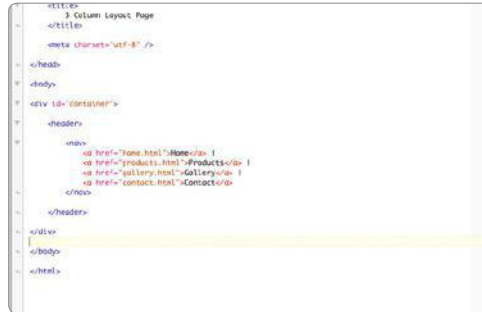 <title>
3 Column Layout Page
</title>
<meta charset="utf-8" />
</head>
<body>
<div id="container">
<header>
<nav>
<a href="home.html">Home</a> |
<a href="products.html">Products</a> |
<a href="gallery.html">Gallery</a> |
<a href="contact.html">Contact</a>
</nav>
</header>
</div>
</body>
</html>